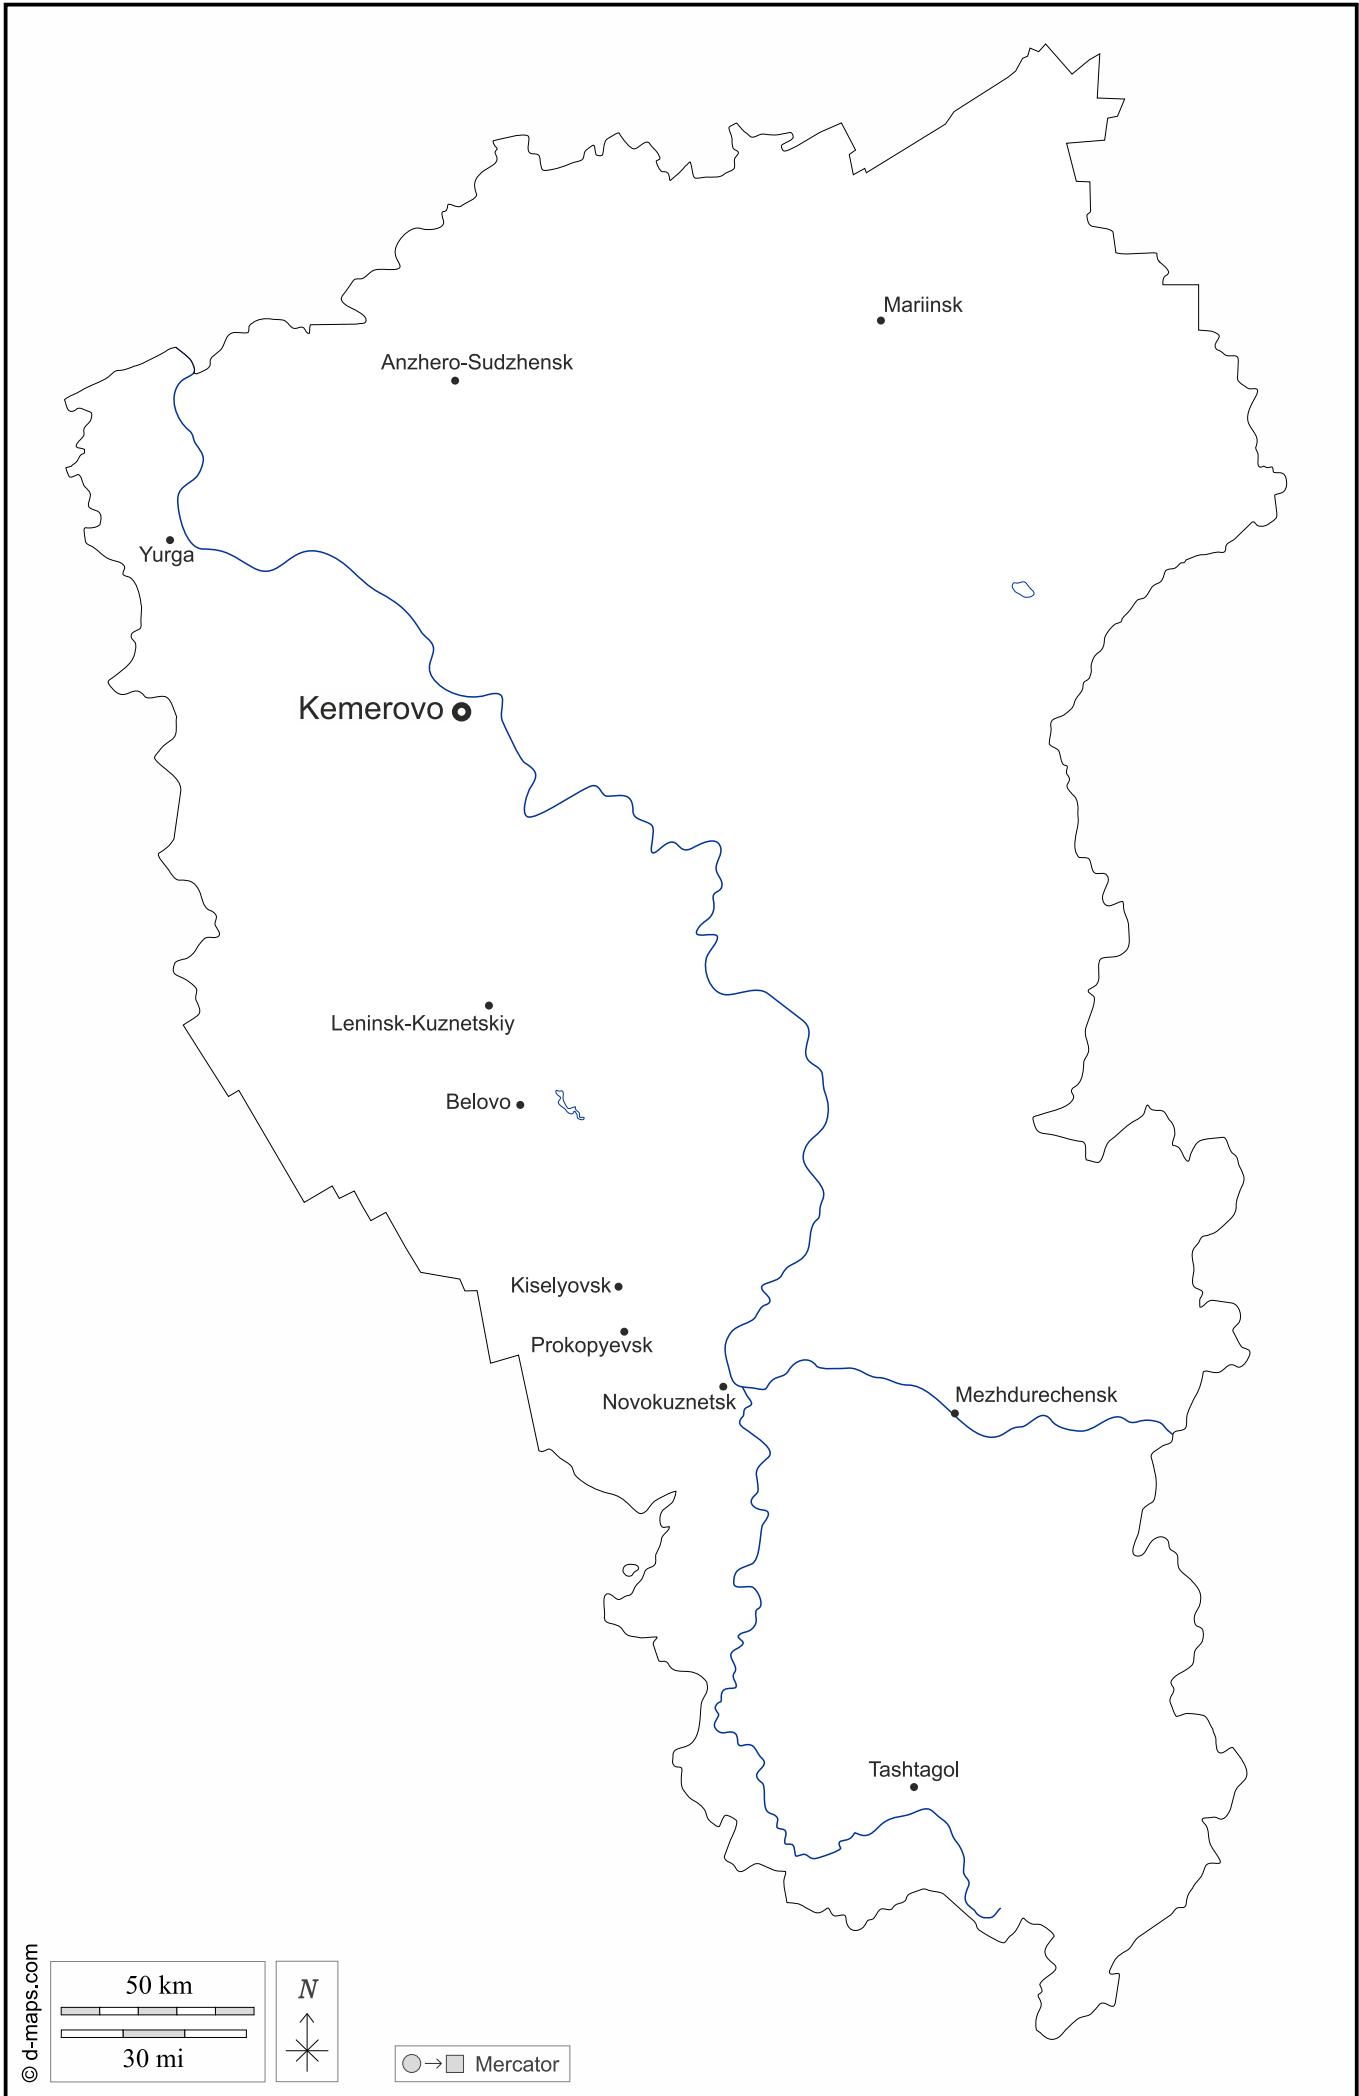 Mariinsk
Anzhero-Sudzhensk
Yurga
Kemerovo
Leninsk-Kuznetskiy
Belovo
Kiselyovsk
Prokopyevsk
Novokuznetsk
Mezhdurechensk
Tashtagol
© d-maps.com
50 km
30 mi
N
Mercator